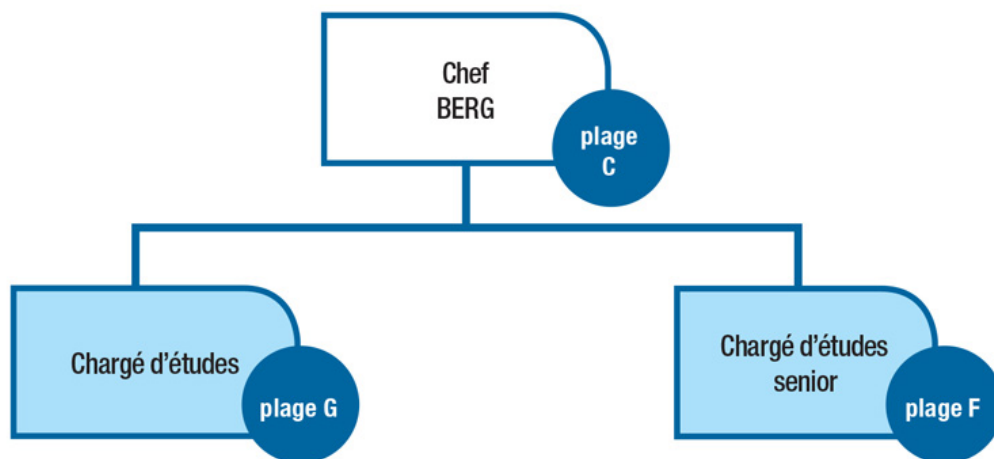 Chef
BERG
plage
C
Chargé d’études
plage G
Chargé d’études
senior
plage F